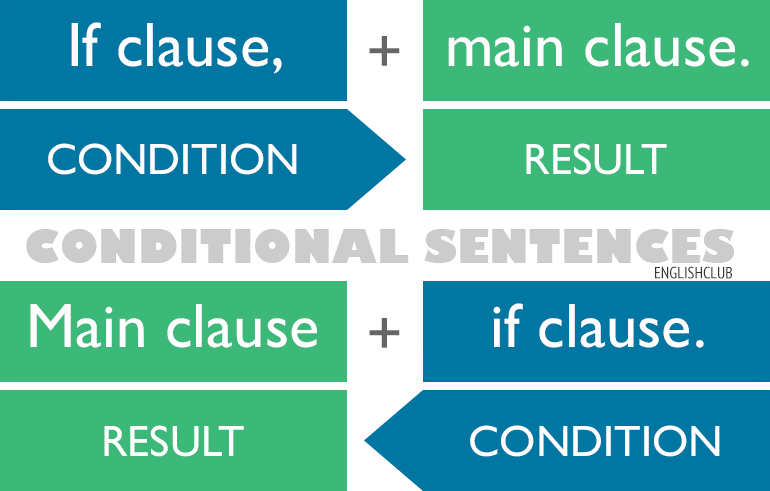 If clause, + main clause.
CONDITION RESULT
CONDITIONAL SENTENCES
ENGLISHCLUB
Main clause + if clause.
RESULT CONDITION